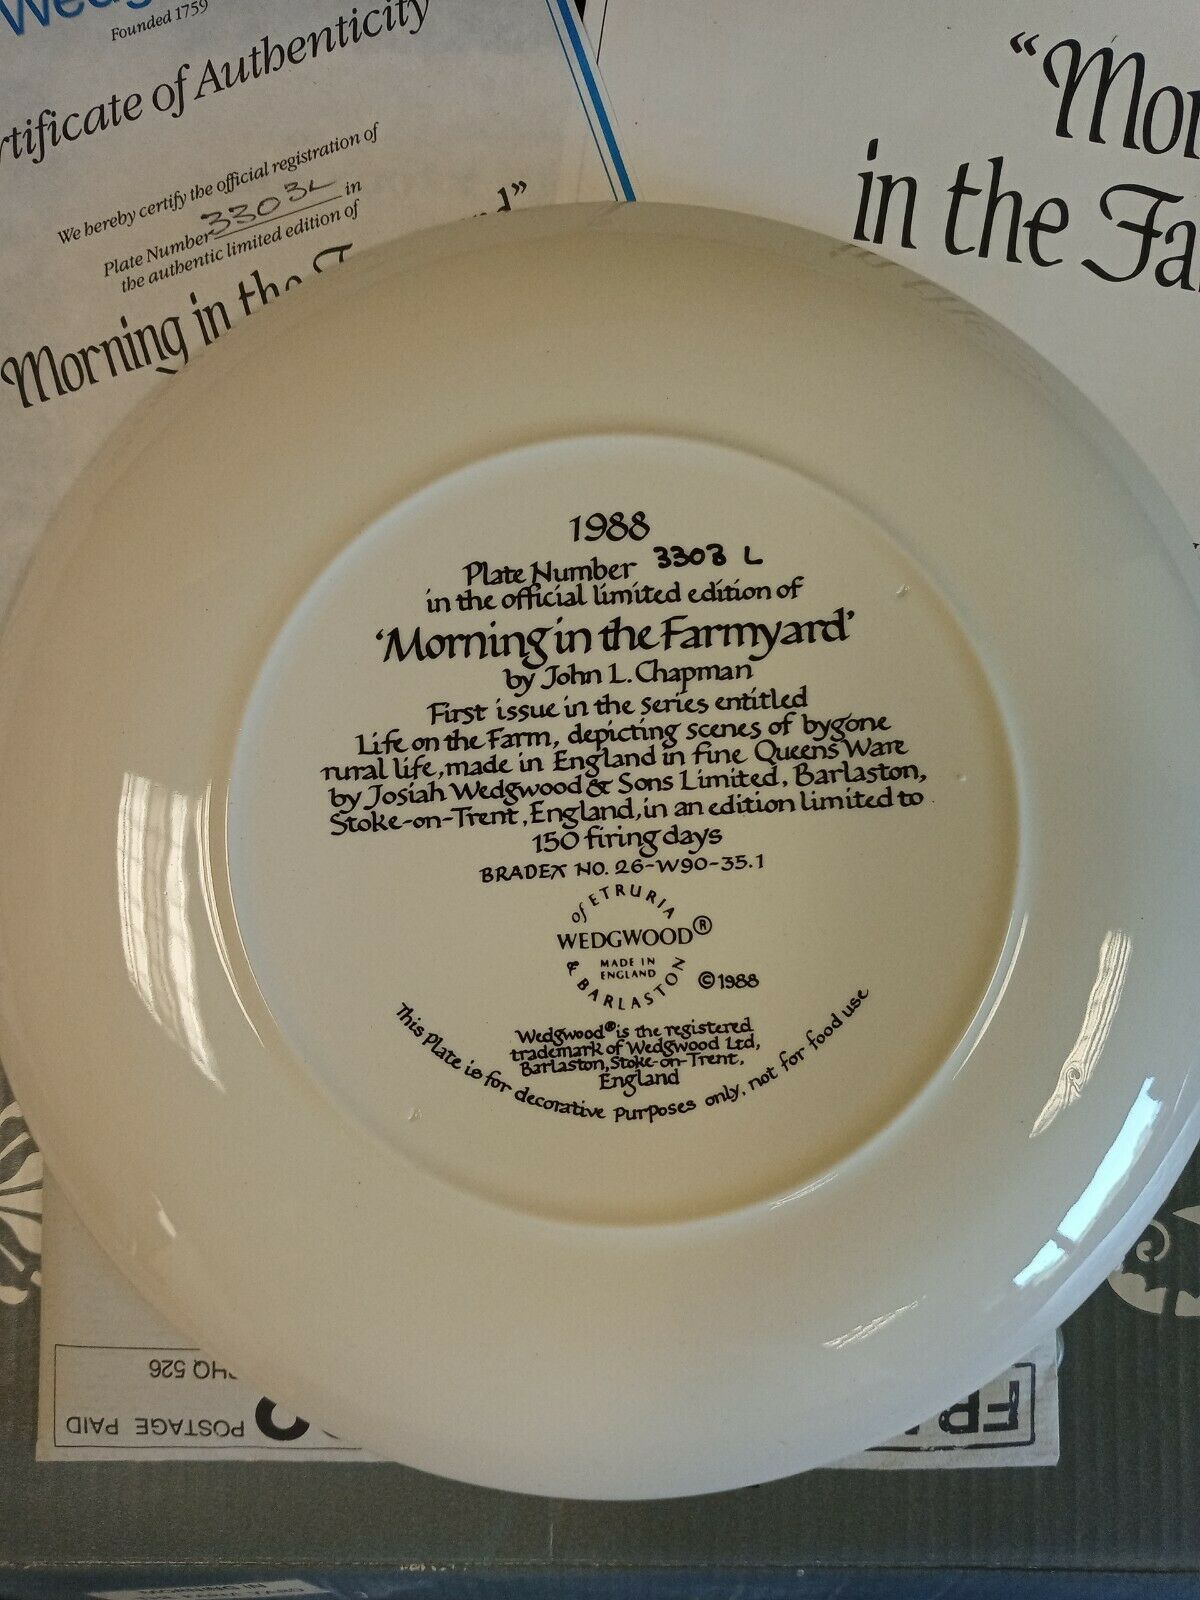 Founded 1759
Certificate of Authenticity
We hereby certify the official registration of
Plate Number 3303L in
the authentic limited edition of
"Mor
in the Fa
Morning in the F
1988
Plate Number 3303 L
in the official limited edition of
'Morning in the Farmyard'
by John L. Chapman
First issue in the series entitled
Life on the Farm, depicting scenes of bygone
rural life, made in England in fine Queens Ware
by Josiah Wedgwood & Sons Limited, Barlaston,
Stoke-on-Trent, England, in an edition limited to
150 firing days
BRADEX NO. 26-W90-35.1
of ETRURIA
WEDGWOOD®
MADE IN
ENGLAND
& BARLASTON
©1988
Wedgwood® is the registered
trademark of Wedgwood Ltd,
Barlaston, Stoke-on-Trent,
England
This Plate is for decorative Purposes only, not for food use
HQ 526
POSTAGE PAID